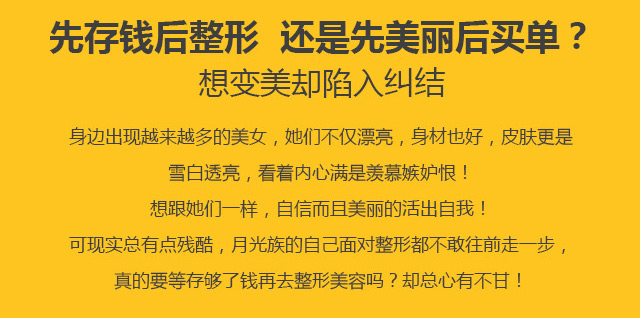 先存钱后整形 还是先美丽后买单？
想变美却陷入纠结
身边出现越来越多的美女，她们不仅漂亮，身材也好，皮肤更是
雪白透亮，看着内心满是羡慕嫉妒恨！
想跟她们一样，自信而且美丽的活出自我！
可现实总有点残酷，月光族的自己面对整形都不敢往前走一步，
真的要等存够了钱再去整形美容吗？却总心有不甘！